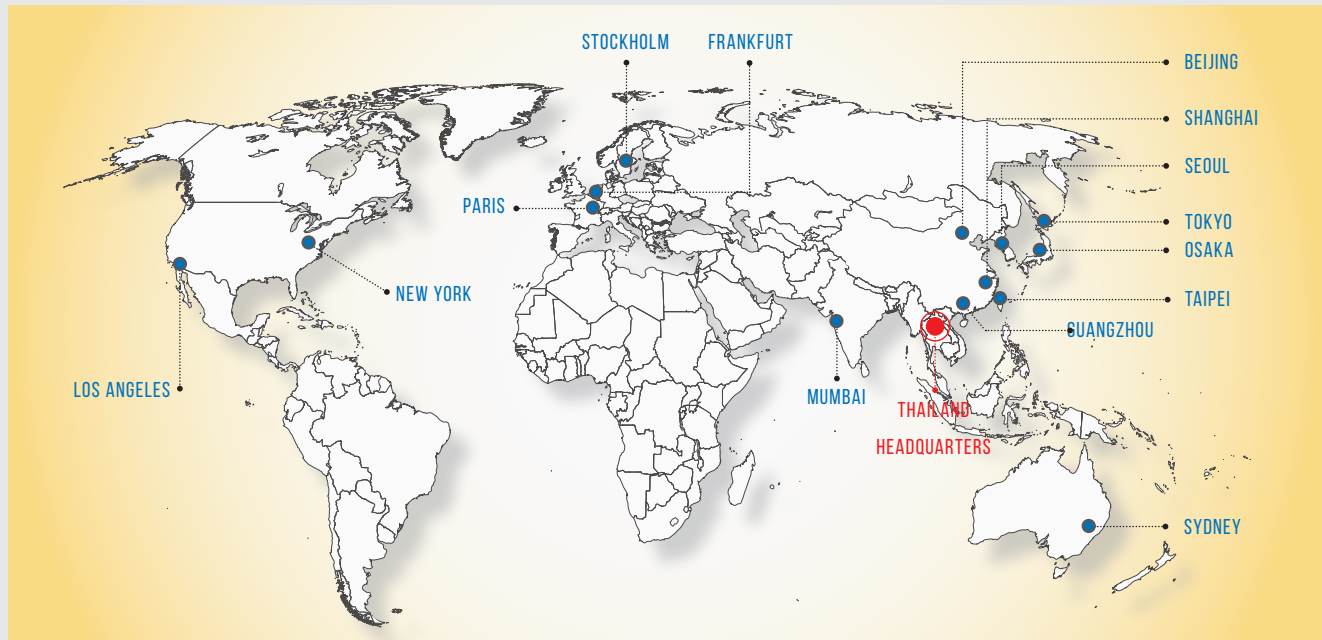 STOCKHOLM
FRANKFURT
BEIJING
SHANGHAI
SEOUL
PARIS
TOKYO
OSAKA
NEW YORK
TAIPEI
GUANGZHOU
LOS ANGELES
MUMBAI
THAILAND
HEADQUARTERS
SYDNEY